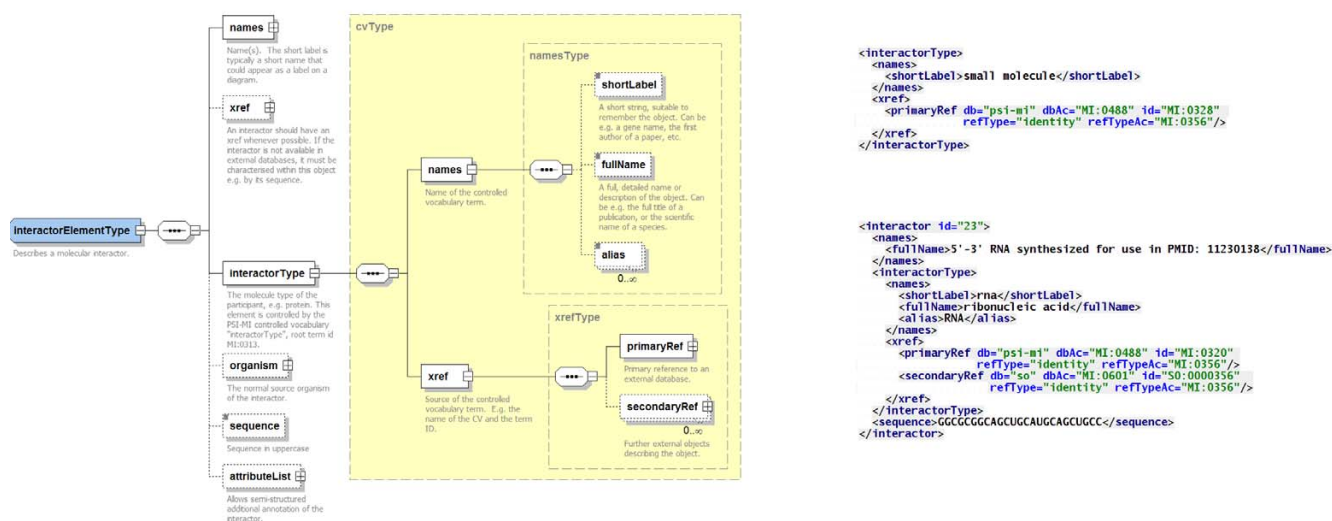 interactorElementType
Describes a molecular interactor.
names
Name(s). The short label is
typically a short name that
could appear as a label on a
diagram.
xref
An interactor should have an
xref whenever possible. If the
interactor is not available in
external databases, it must be
characterised within this object
e.g. by its sequence.
interactorType
The molecule type of the
participant, e.g. protein. This
element is controlled by the
PSI-MI controlled vocabulary
"interactorType", root term id
MI:0313.
organism
The normal source organism
of the interactor.
sequence
Sequence in uppercase
attributeList
Allows semi-structured
additional annotation of the
interactor.
cvType
names
Name of the controlled
vocabulary term.
namesType
shortLabel
A short string, suitable to
remember the object. Can be
e.g. a gene name, the first
author of a paper, etc.
fullName
A full, detailed name or
description of the object. Can
be e.g. the full title of a
publication, or the scientific
name of a species.
alias
0..∞
xref
Source of the controlled
vocabulary term. E.g. the
name of the CV and the term
ID.
xrefType
primaryRef
Primary reference to an
external database.
secondaryRef
0..∞
Further external objects
describing the object.
<interactorType>
<names>
<shortLabel>small molecule</shortLabel>
</names>
<xref>
<primaryRef db="psi-mi" dbAc="MI:0488" id="MI:0328"
refType="identity" refTypeAc="MI:0356"/>
</xref>
</interactorType>
<interactor id="23">
<names>
<fullName>5'-3' RNA synthesized for use in PMID: 11230138</fullName>
</names>
<interactorType>
<names>
<shortLabel>rna</shortLabel>
<fullName>ribonucleic acid</fullName>
<alias>RNA</alias>
</names>
<xref>
<primaryRef db="psi-mi" dbAc="MI:0488" id="MI:0320"
refType="identity" refTypeAc="MI:0356"/>
<secondaryRef db="so" dbAc="MI:0601" id="SO:0000356"
refType="identity" refTypeAc="MI:0356"/>
</xref>
</interactorType>
<sequence>GGCGCGGCAGCUGCAUGCAGCUGCC</sequence>
</interactor>